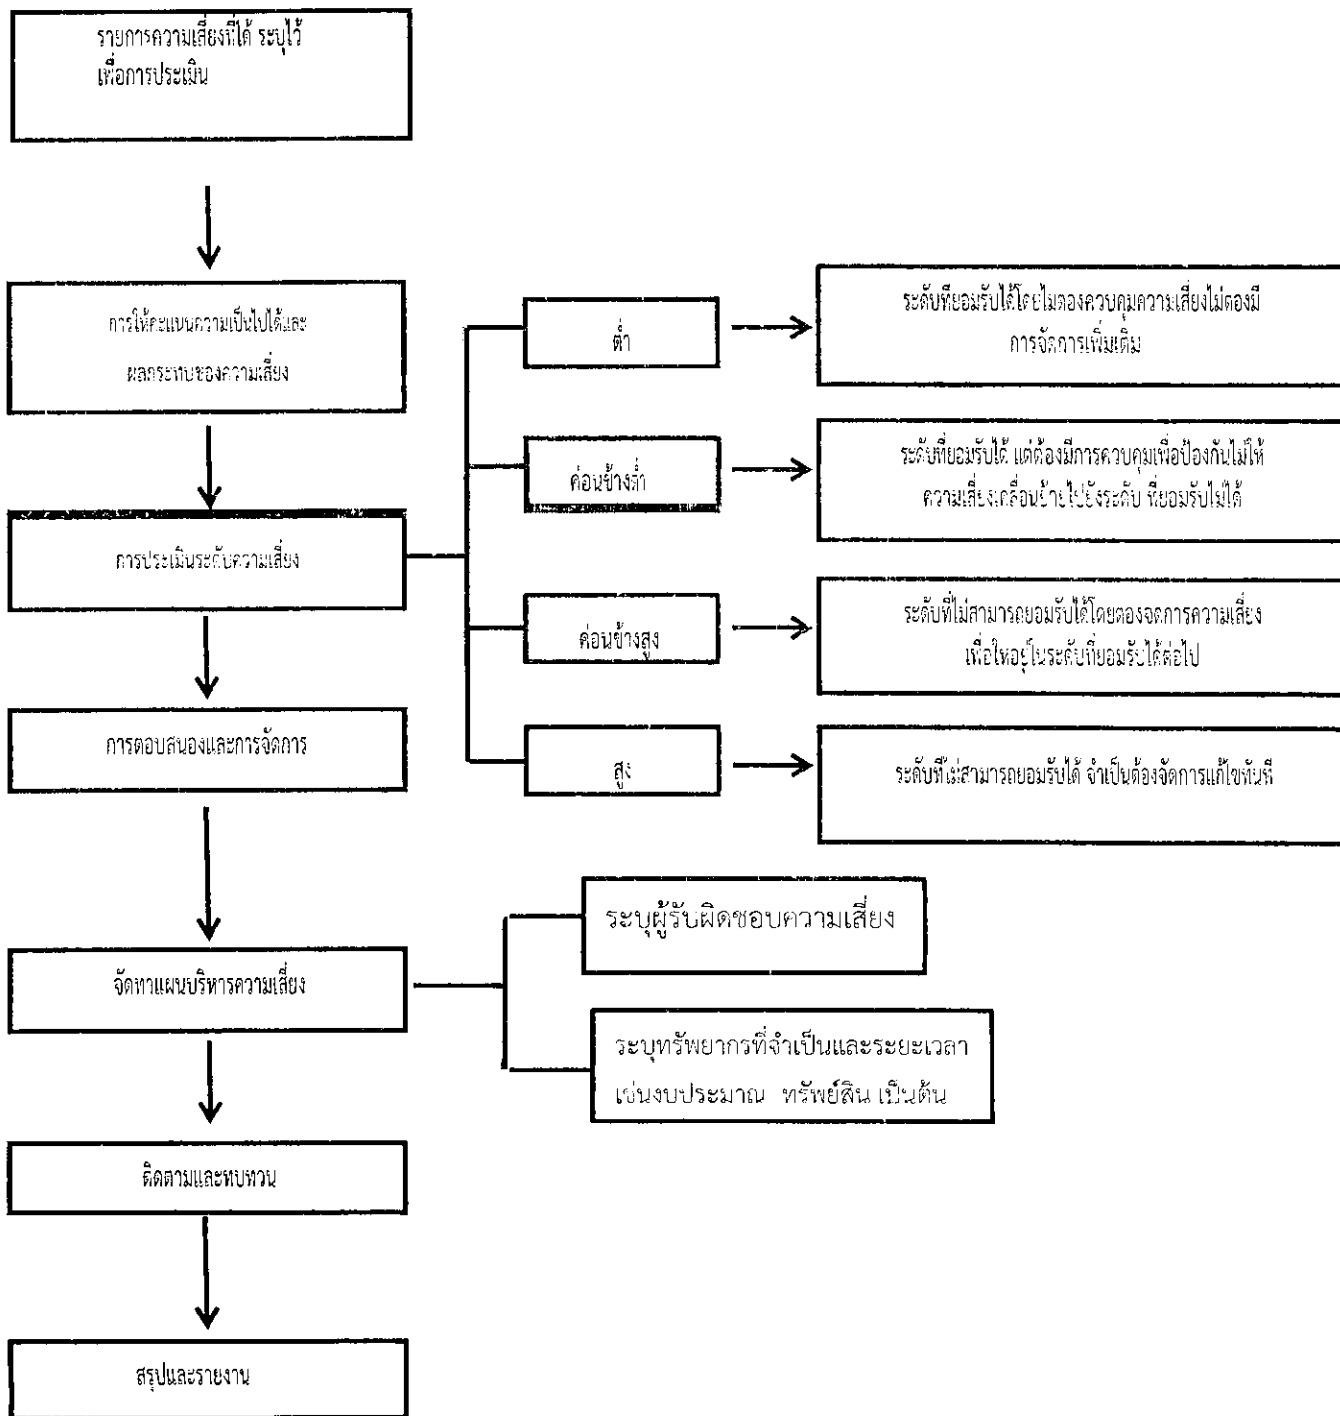 รายการความเสี่ยงที่ได้ ระบุไว้
เพื่อการประเมิน
การให้คะแนนความเป็นไปได้และ
ผลกระทบของความเสี่ยง
การประเมินระดับความเสี่ยง
ต่ำ
ระดับที่ยอมรับได้โดยไมตองควบคุมความเสี่ยงไม่ตองมี
การจัดการเพิ่มเติม
ค่อนข้างต่ำ
ระดับที่ยอมรับได้ แต่ต้องมีการควบคุมเพื่อป้องกันไม่ให้
ความเสี่ยงเคลื่อนย้ายไปยังระดับ ที่ยอมรับไม่ได้
ค่อนข้างสูง
ระดับที่ไม่สามารถยอมรับได้โดยตองจดการความเสี่ยง
เพื่อใหอยู่ในระดับที่ยอมรับได้ต่อไป
สูง
ระดับที่ไม่สามารถยอมรับได้ จำเป็นต้องจัดการแก้ไขทันที
การตอบสนองและการจัดการ
จัดทาแผนบริหารความเสี่ยง
ระบุผู้รับผิดชอบความเสี่ยง
ระบุทรัพยากรที่จำเป็นและระยะเวลา
เช่นงบประมาณ ทรัพย์สิน เป็นต้น
ติดตามและทบทวน
สรุปและรายงาน